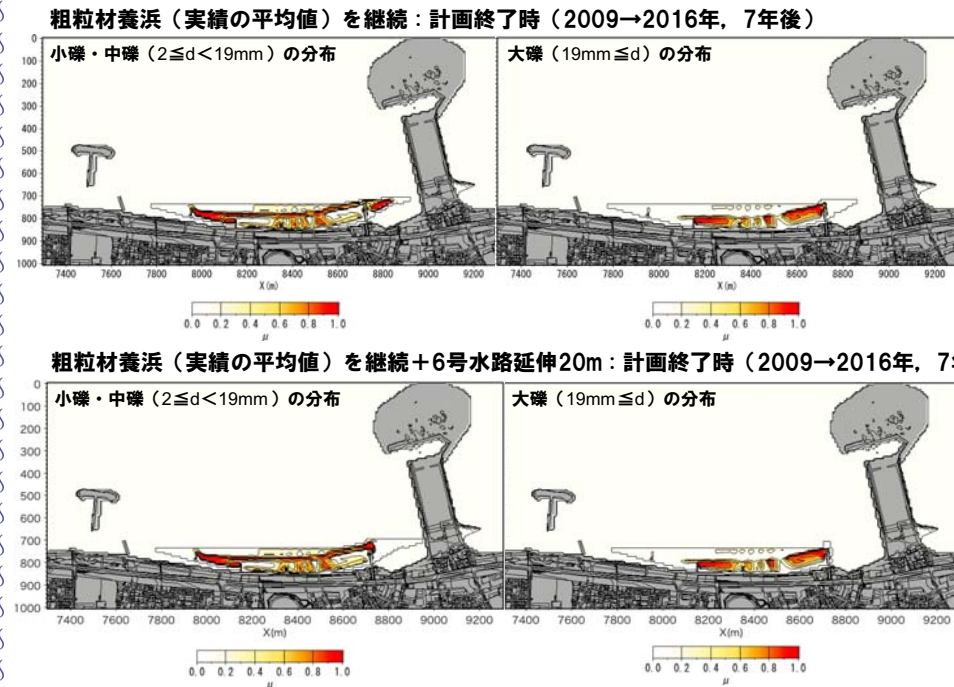 粗粒材養浜（実績の平均値）を継続：計画終了時（2009→2016年，7年後）
小礫・中礫（2≦d＜19mm）の分布
大礫（19mm≦d）の分布
0
100
200
300
400
500
600
700
800
900
1000
7400 7600 7800 8000 8200 8400 8600 8800 9000 9200
X(m)
0.0 0.2 0.4 0.6 0.8 1.0
μ
7400 7600 7800 8000 8200 8400 8600 8800 9000 9200
X(m)
0.0 0.2 0.4 0.6 0.8 1.0
μ
粗粒材養浜（実績の平均値）を継続＋6号水路延伸20m：計画終了時（2009→2016年，7
小礫・中礫（2≦d＜19mm）の分布
大礫（19mm≦d）の分布
0
100
200
300
400
500
600
700
800
900
1000
7400 7600 7800 8000 8200 8400 8600 8800 9000 9200
X(m)
0.0 0.2 0.4 0.6 0.8 1.0
μ
7400 7600 7800 8000 8200 8400 8600 8800 9000 9200
X(m)
0.0 0.2 0.4 0.6 0.8 1.0
μ